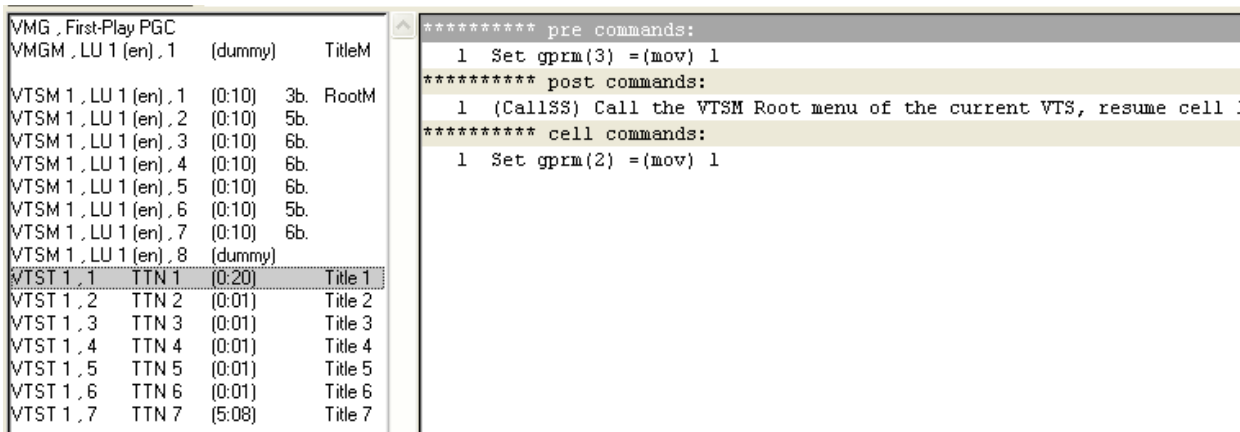 VMG , First-Play PGC
VMGM , LU 1 (en) , 1 (dummy) TitleM
VTSM 1 , LU 1 (en) , 1 (0:10) 3b. RootM
VTSM 1 , LU 1 (en) , 2 (0:10) 5b.
VTSM 1 , LU 1 (en) , 3 (0:10) 6b.
VTSM 1 , LU 1 (en) , 4 (0:10) 6b.
VTSM 1 , LU 1 (en) , 5 (0:10) 6b.
VTSM 1 , LU 1 (en) , 6 (0:10) 5b.
VTSM 1 , LU 1 (en) , 7 (0:10) 6b.
VTSM 1 , LU 1 (en) , 8 (dummy)
VTST 1 , 1 TTN 1 (0:20) Title 1
VTST 1 , 2 TTN 2 (0:01) Title 2
VTST 1 , 3 TTN 3 (0:01) Title 3
VTST 1 , 4 TTN 4 (0:01) Title 4
VTST 1 , 5 TTN 5 (0:01) Title 5
VTST 1 , 6 TTN 6 (0:01) Title 6
VTST 1 , 7 TTN 7 (5:08) Title 7
********** pre commands:
1 Set gprm(3) =(mov) 1
********** post commands:
1 (CallSS) Call the VTSM Root menu of the current VTS, resume cell 1
********** cell commands:
1 Set gprm(2) =(mov) 1